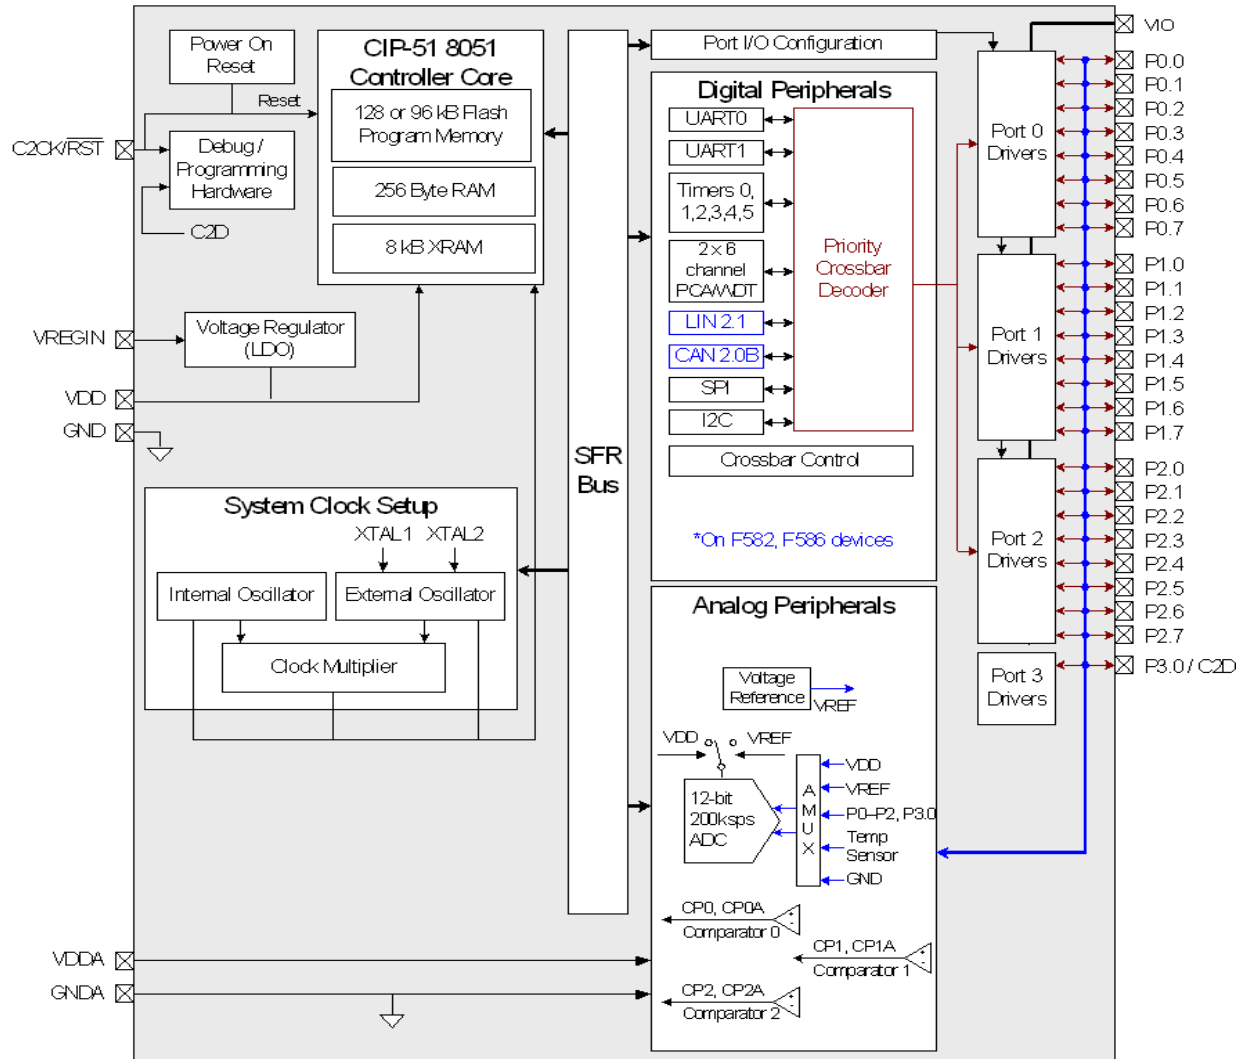 Power On
Reset
Reset
C2CK/RST
Debug /
Programming
Hardware
C2D
CIP-51 8051
Controller Core
128 or 96 kB Flash
Program Memory
256 Byte RAM
8 kB XRAM
VREGIN
Voltage Regulator
(LDO)
VDD
GND
System Clock Setup
XTAL1 XTAL2
Internal Oscillator
External Oscillator
Clock Multiplier
VDDA
GNDA
SFR
Bus
Port I/O Configuration
Digital Peripherals
UART0
UART1
Timers 0,
1,2,3,4,5
2 x 6
channel
PCA/WDT
LIN 2.1
CAN 2.0B
SPI
I2C
Priority
Crossbar
Decoder
Crossbar Control
*On F582, F586 devices
Analog Peripherals
Voltage
Reference
VREF
VDD
VREF
12-bit
200ksps
ADC
A
M
U
X
VDD
VREF
P0–P2, P3.0
Temp
Sensor
GND
CP0, CP0A
+
-
Comparator 0
CP1, CP1A
+
-
Comparator 1
CP2, CP2A
+
-
Comparator 2
Port 0
Drivers
Port 1
Drivers
Port 2
Drivers
Port 3
Drivers
VIO
P0.0
P0.1
P0.2
P0.3
P0.4
P0.5
P0.6
P0.7
P1.0
P1.1
P1.2
P1.3
P1.4
P1.5
P1.6
P1.7
P2.0
P2.1
P2.2
P2.3
P2.4
P2.5
P2.6
P2.7
P3.0 / C2D